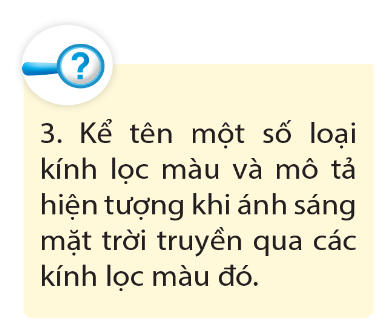 ?
3. Kể tên một số loại
kính lọc màu và mô tả
hiện tượng khi ánh sáng
mặt trời truyền qua các
kính lọc màu đó.